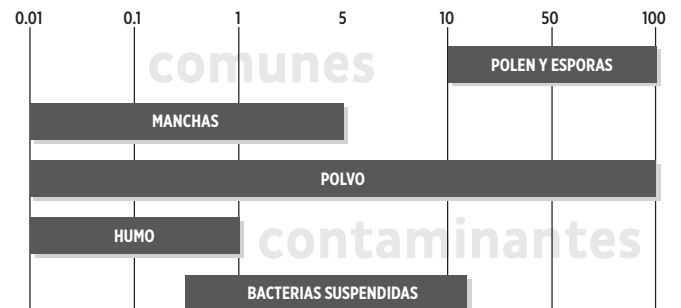 0.01 0.1 1 5 10 50 100
comunes
POLEN Y ESPORAS
MANCHAS
POLVO
HUMO
contaminantes
BACTERIAS SUSPENDIDAS